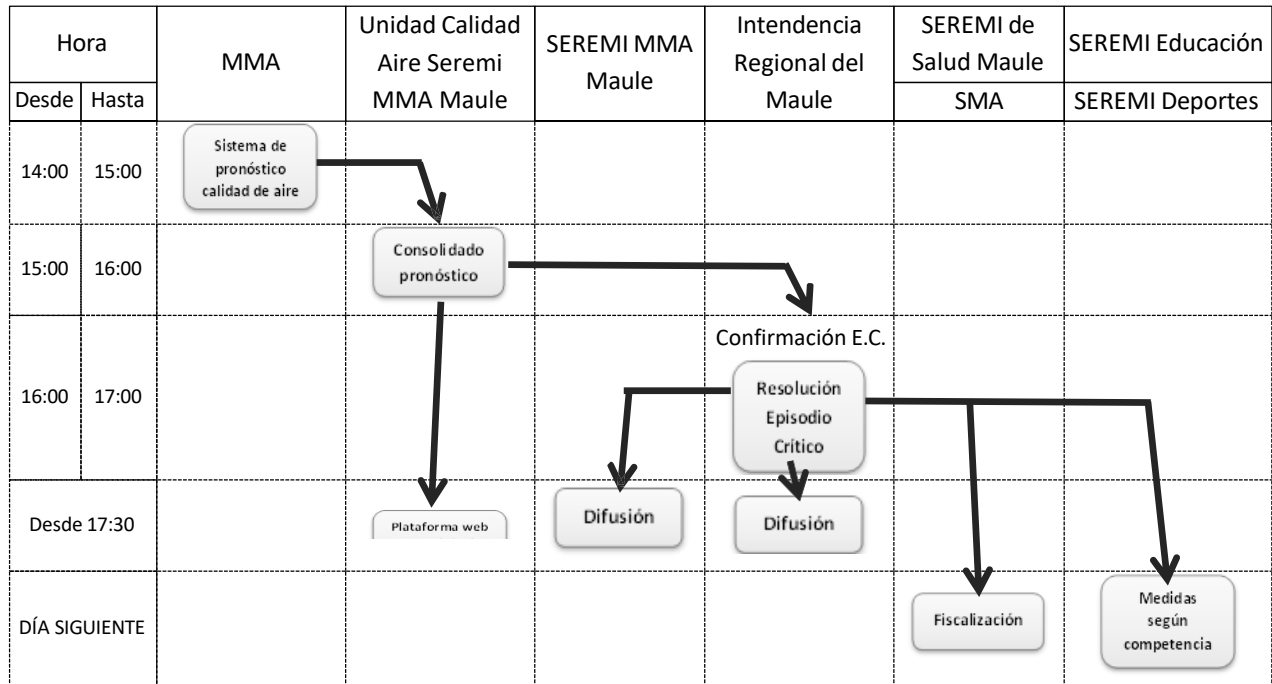 Hora
MMA
Unidad Calidad
Aire Seremi
MMA Maule
SEREMI MMA
Maule
Intendencia
Regional del
Maule
SEREMI de
Salud Maule
SEREMI Educación
Desde
Hasta
SMA
SEREMI Deportes
14:00
15:00
Sistema de
pronóstico
calidad de aire
15:00
16:00
Consolidado
pronóstico
16:00
17:00
Confirmación E.C.
Resolución
Episodio
Crítico
Desde 17:30
Plataforma web
Difusión
Difusión
DÍA SIGUIENTE
Fiscalización
Medidas
según
competencia